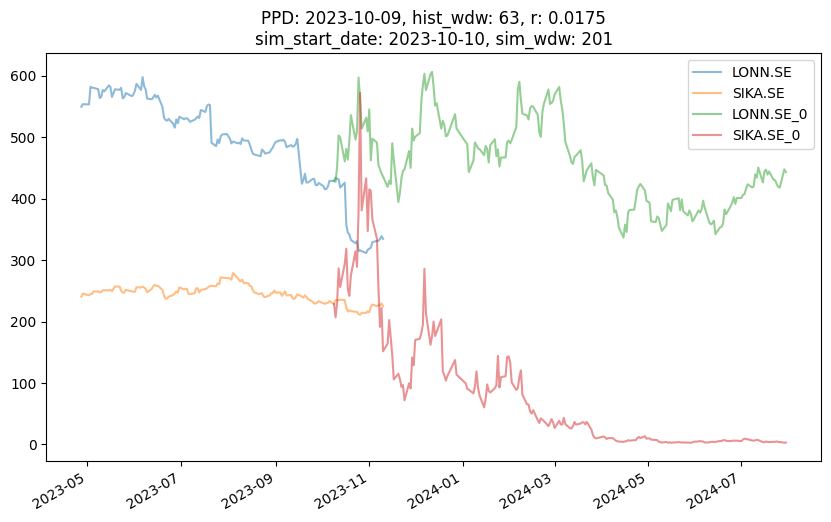 PPD: 2023-10-09, hist_wdw: 63, r: 0.0175
sim_start_date: 2023-10-10, sim_wdw: 201
LONN.SE
SIKA.SE
LONN.SE_0
SIKA.SE_0
600
500
400
300
200
100
0
2023-05
2023-07
2023-09
2023-11
2024-01
2024-03
2024-05
2024-07